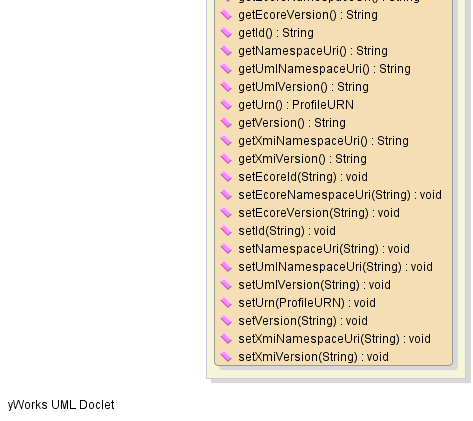 getEcoreNamespaceUri() : String
getEcoreVersion() : String
getId() : String
getNamespaceUri() : String
getUmlNamespaceUri() : String
getUmlVersion() : String
getUrn() : ProfileURN
getVersion() : String
getXmiNamespaceUri() : String
getXmiVersion() : String
setEcoreId(String) : void
setEcoreNamespaceUri(String) : void
setEcoreVersion(String) : void
setId(String) : void
setNamespaceUri(String) : void
setUmlNamespaceUri(String) : void
setUmlVersion(String) : void
setUrn(ProfileURN) : void
setVersion(String) : void
setXmiNamespaceUri(String) : void
setXmiVersion(String) : void
yWorks UML Doclet